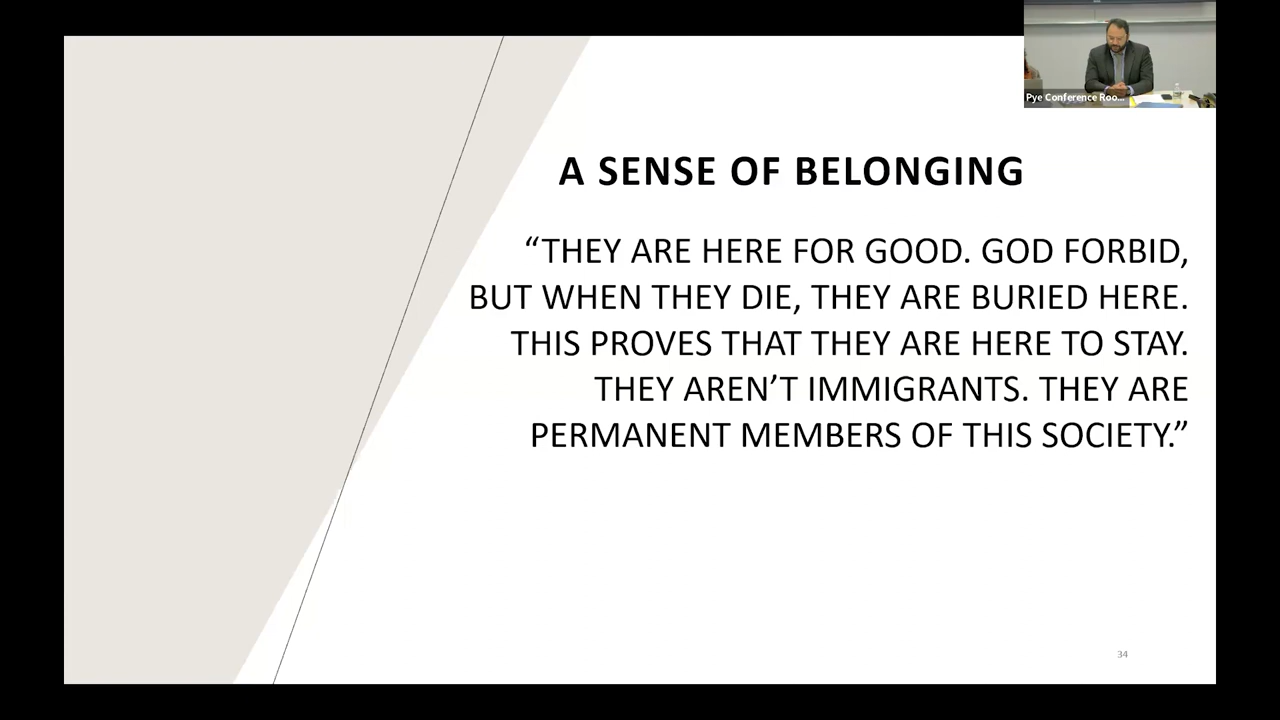 Pye Conference Roo...
A SENSE OF BELONGING
“THEY ARE HERE FOR GOOD. GOD FORBID,
BUT WHEN THEY DIE, THEY ARE BURIED HERE.
THIS PROVES THAT THEY ARE HERE TO STAY.
THEY AREN’T IMMIGRANTS. THEY ARE
PERMANENT MEMBERS OF THIS SOCIETY.”
34